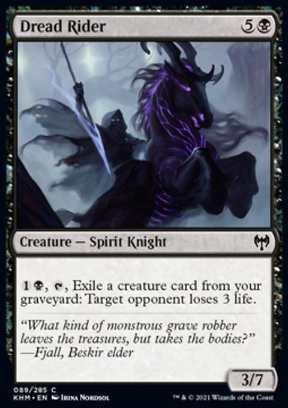 Dread Rider 5
Creature — Spirit Knight
1, , Exile a creature card from your
graveyard: Target opponent loses 3 life.
“What kind of monstrous grave robber
leaves the treasures, but takes the bodies?”
—Fjall, Beskir elder
3/7
089/285 C
KHM • EN Irina Nordsol
™ & © 2021 Wizards of the Coast